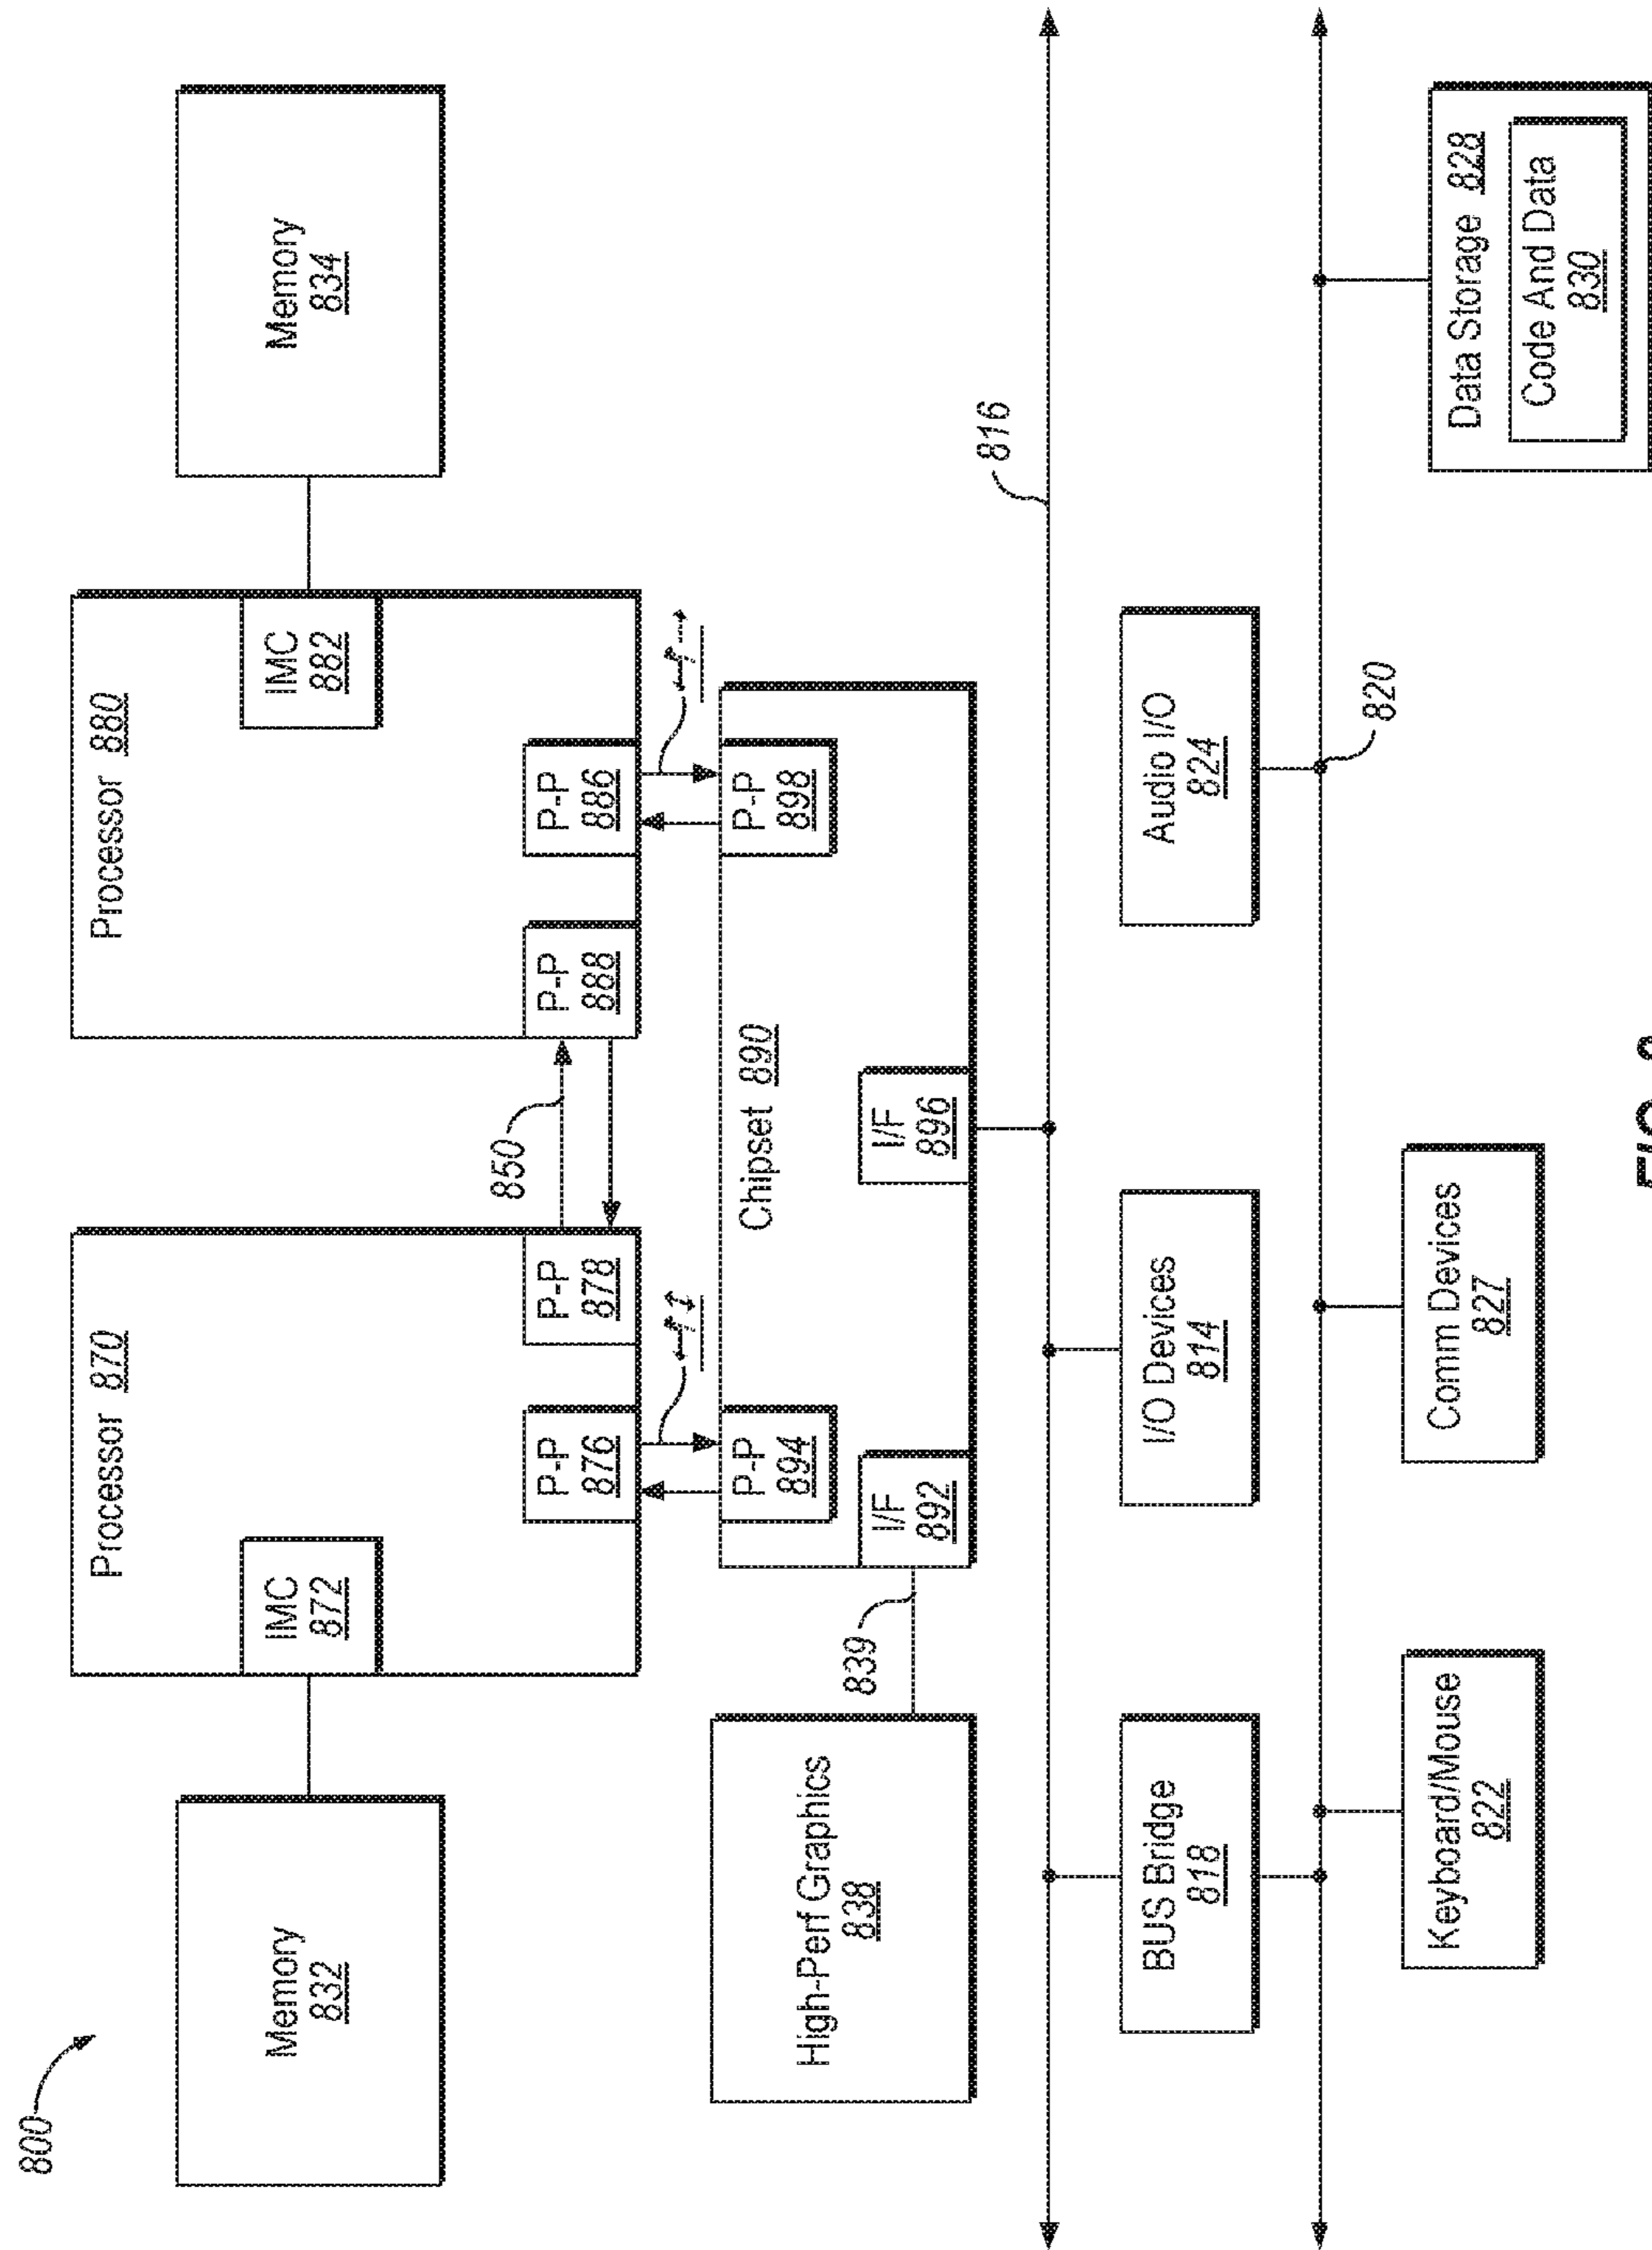 800
Processor 870
Processor 880
Memory
832
IMC
872
850
IMC
882
Memory
834
P-P
876
P-P
878
P-P
888
P-P
886
High-Perf Graphics
838
839
P-P
894
Chipset 890
P-P
898
I/F
892
I/F
896
816
BUS Bridge
818
I/O Devices
814
Audio I/O
824
820
Keyboard/Mouse
822
Comm Devices
827
Data Storage 828
Code And Data
830